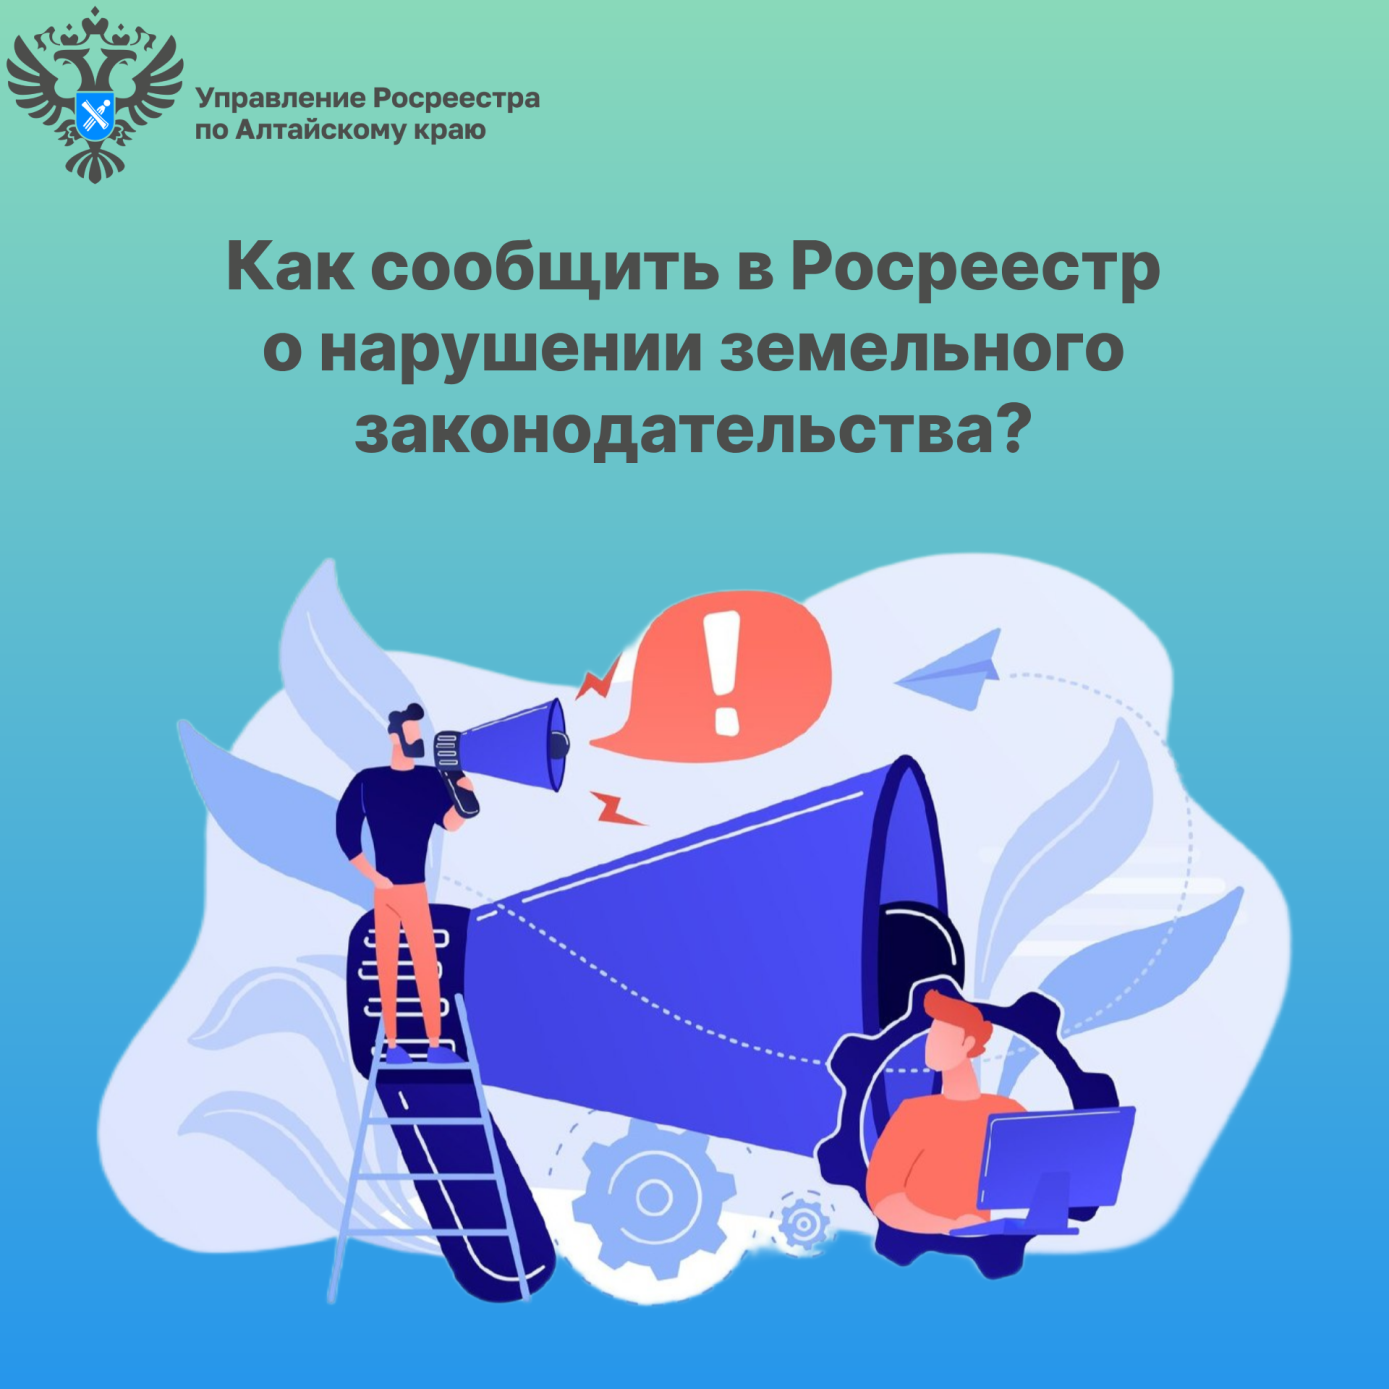 Управление Росреестра
по Алтайскому краю
Как сообщить в Росреестр
о нарушении земельного
законодательства?
!